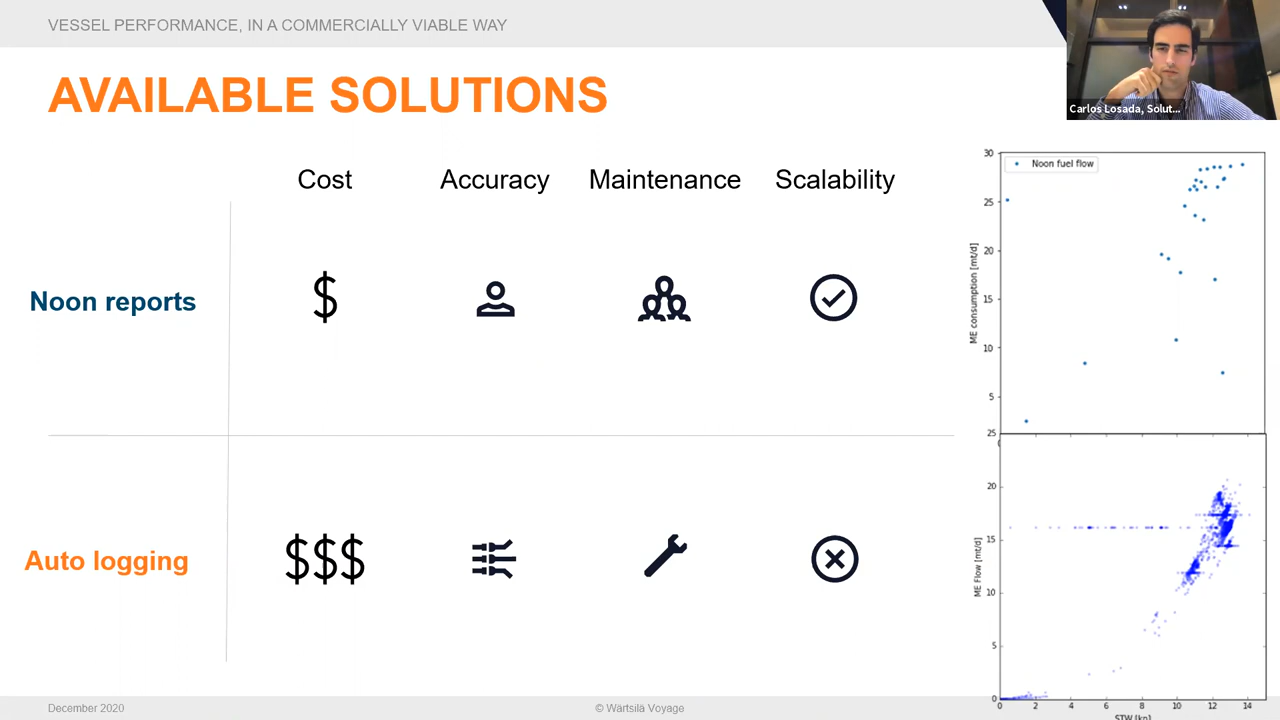 VESSEL PERFORMANCE, IN A COMMERCIALLY VIABLE WAY
Carlos Losada, Solut...
AVAILABLE SOLUTIONS
Cost Accuracy Maintenance Scalability
Noon reports
$
Auto logging
$$$
Noon fuel flow
30
25
20
15
10
5
ME consumption [mt/d]
25
20
15
10
5
0
ME Flow [mt/d]
0 2 4 6 8 10 12 14
STW [kn]
December 2020
© Wärtsilä Voyage